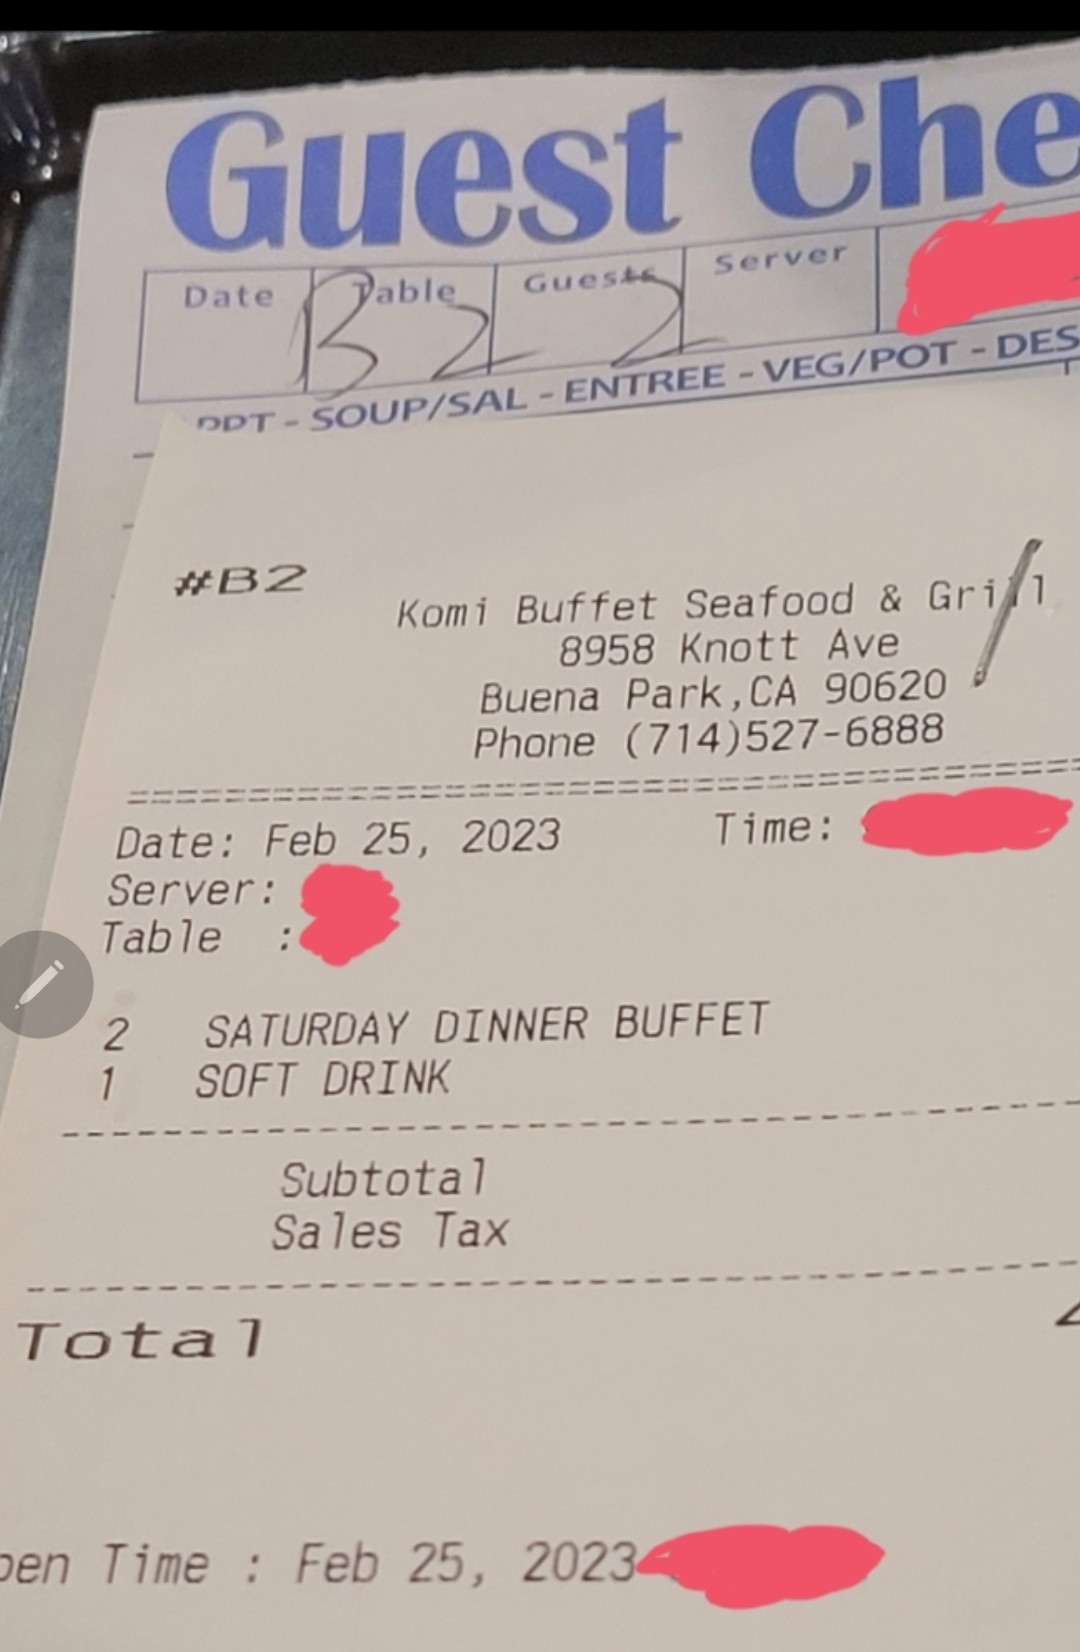 Guest Che
Date Table Guests Server
B2 2
- SOUP/SAL - ENTREE - VEG/POT - DES
#B2
Komi Buffet Seafood & Grill
8958 Knott Ave
Buena Park,CA 90620
Phone (714)527-6888
Date: Feb 25, 2023 Time:
Server:
Table :
2 SATURDAY DINNER BUFFET
1 SOFT DRINK
Subtotal
Sales Tax
Total
pen Time : Feb 25, 2023